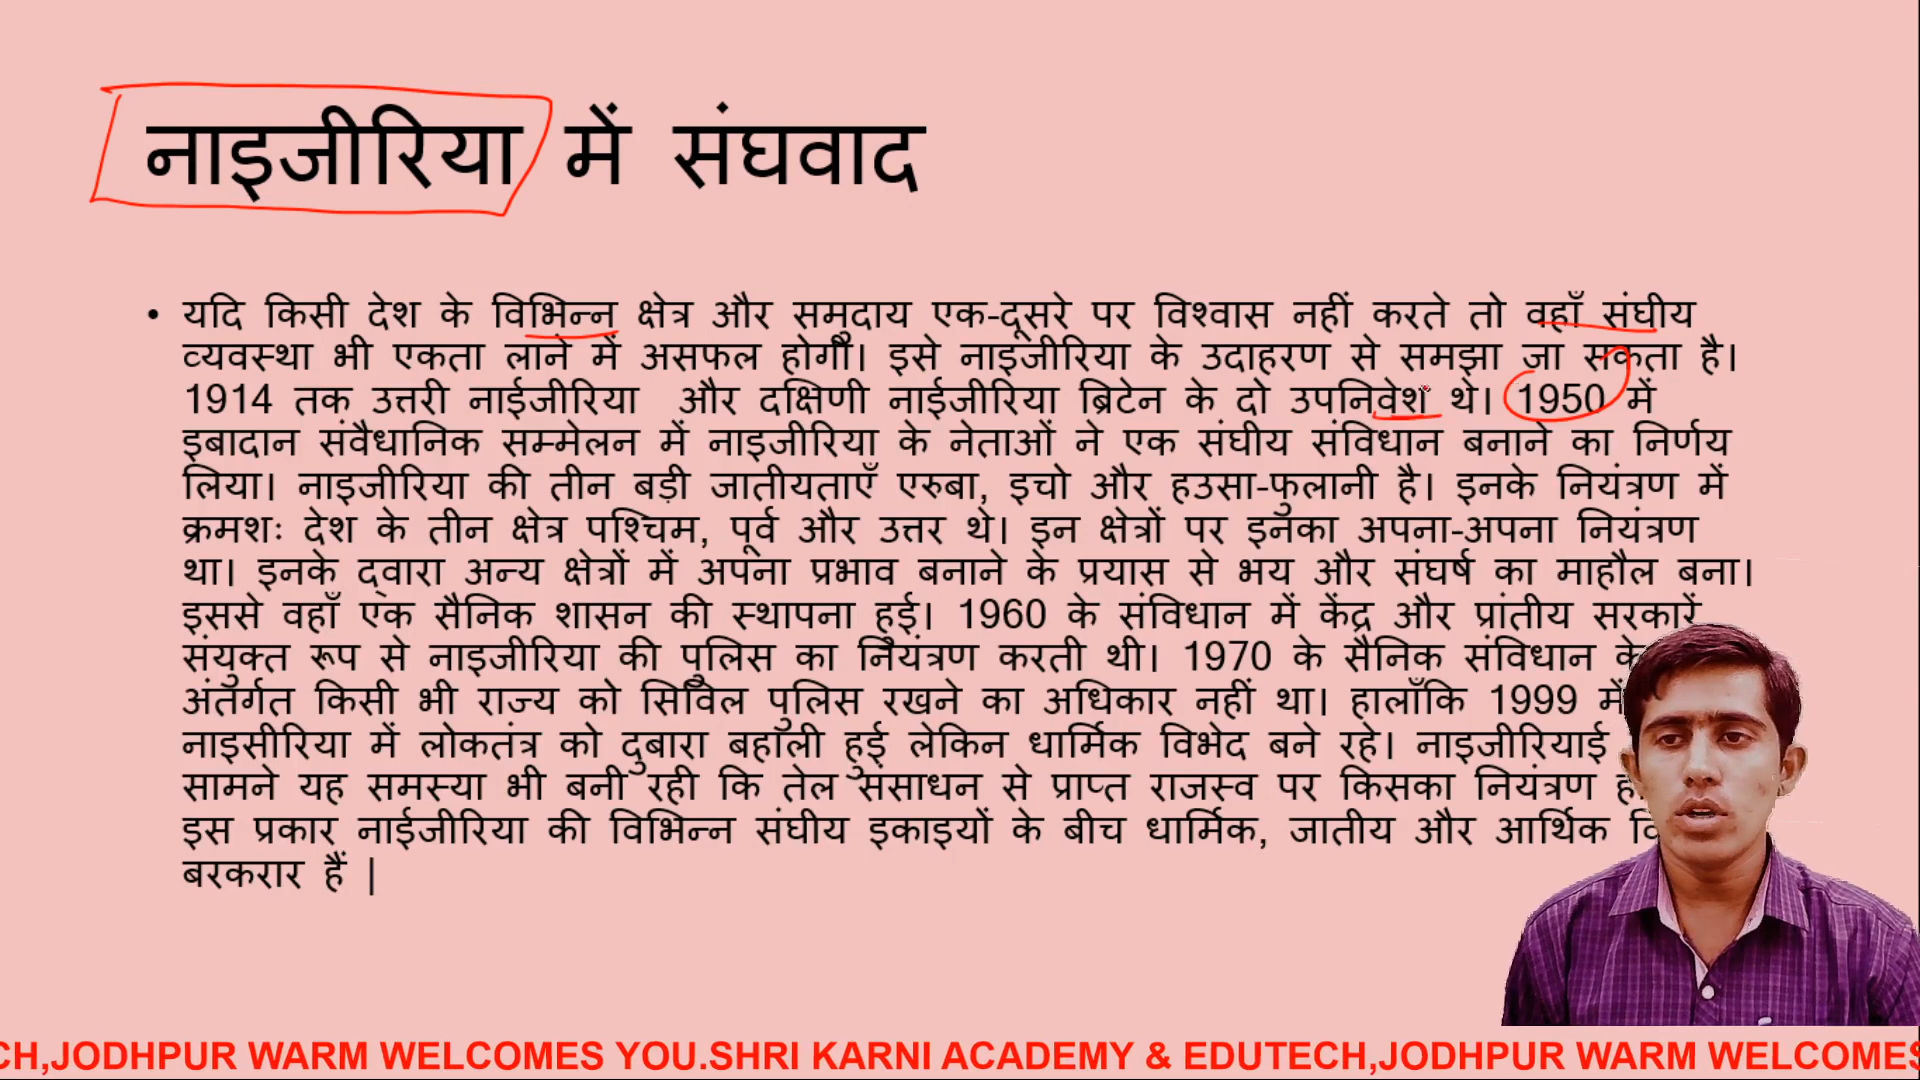 नाइजीरिया में संघवाद
• यदि किसी देश के विभिन्न क्षेत्र और समुदाय एक-दूसरे पर विश्वास नहीं करते तो वहाँ संघीय
व्यवस्था भी एकता लाने में असफल होगी। इसे नाइजीरिया के उदाहरण से समझा जा सकता है।
1914 तक उत्तरी नाईजीरिया और दक्षिणी नाईजीरिया ब्रिटेन के दो उपनिवेश थे। 1950 में
इबादान संवैधानिक सम्मेलन में नाइजीरिया के नेताओं ने एक संघीय संविधान बनाने का निर्णय
लिया। नाइजीरिया की तीन बड़ी जातीयताएँ एरुबा, इचो और हउसा-फुलानी है। इनके नियंत्रण में
क्रमशः देश के तीन क्षेत्र पश्चिम, पूर्व और उत्तर थे। इन क्षेत्रों पर इनका अपना-अपना नियंत्रण
था। इनके द्वारा अन्य क्षेत्रों में अपना प्रभाव बनाने के प्रयास से भय और संघर्ष का माहौल बना।
इससे वहाँ एक सैनिक शासन की स्थापना हुई। 1960 के संविधान में केंद्र और प्रांतीय सरकारें
संयुक्त रूप से नाइजीरिया की पुलिस का नियंत्रण करती थी। 1970 के सैनिक संविधान के
अंतर्गत किसी भी राज्य को सिविल पुलिस रखने का अधिकार नहीं था। हालाँकि 1999 में
नाइसीरिया में लोकतंत्र को दुबारा बहाली हुई लेकिन धार्मिक विभेद बने रहे। नाइजीरियाई
सामने यह समस्या भी बनी रही कि तेल संसाधन से प्राप्त राजस्व पर किसका नियंत्रण
इस प्रकार नाईजीरिया की विभिन्न संघीय इकाइयों के बीच धार्मिक, जातीय और आर्थिक
बरकरार हैं |
CH,JODHPUR WARM WELCOMES YOU.SHRI KARNI ACADEMY & EDUTECH,JODHPUR WARM WELCOMES